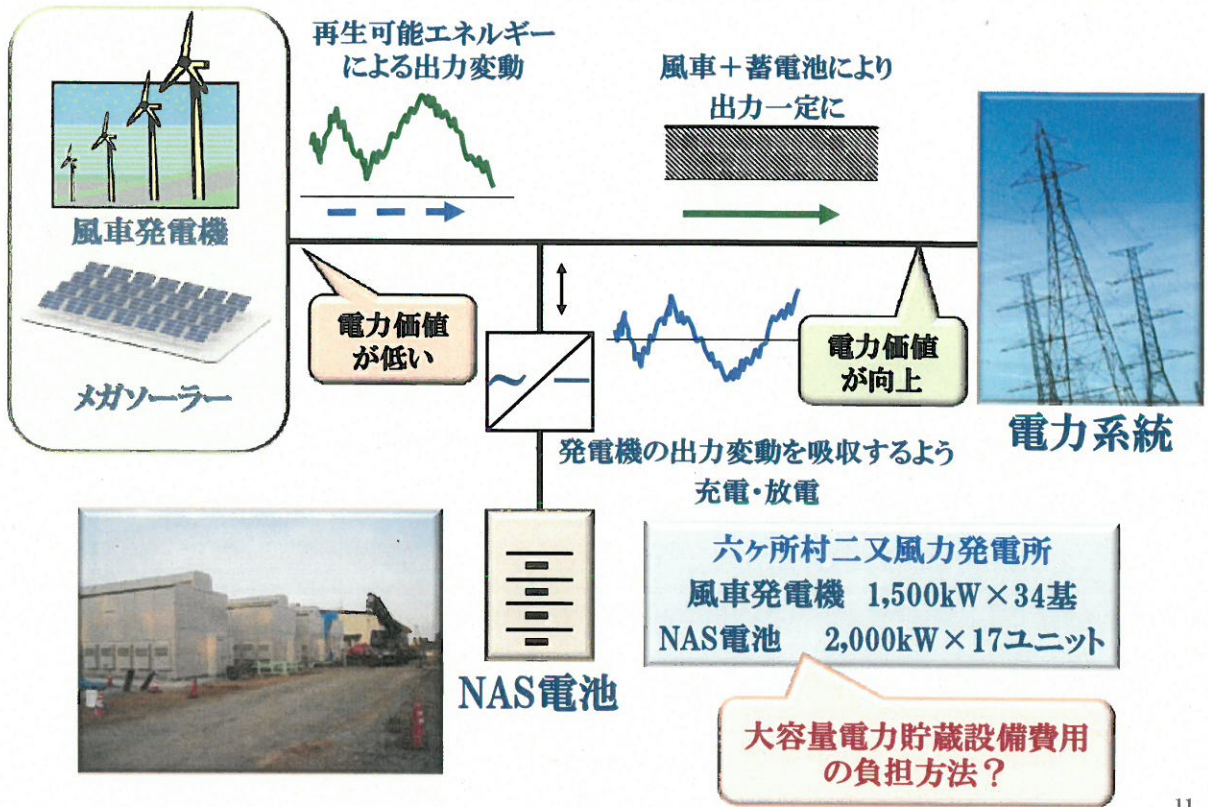 再生可能エネルギー
による出力変動
風車+蓄電池により
出力一定に
風車発電機
メガソーラー
電力価値
が低い
電力価値
が向上
電力系統
発電機の出力変動を吸収するよう
充電・放電
NAS電池
六ヶ所村二又風力発電所
風車発電機 1,500kW×34基
NAS電池 2,000kW×17ユニット
大容量電力貯蔵設備費用
の負担方法?
11